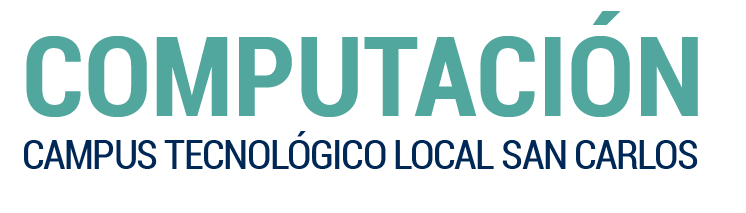 COMPUTACIÓN
CAMPUS TECNOLÓGICO LOCAL SAN CARLOS